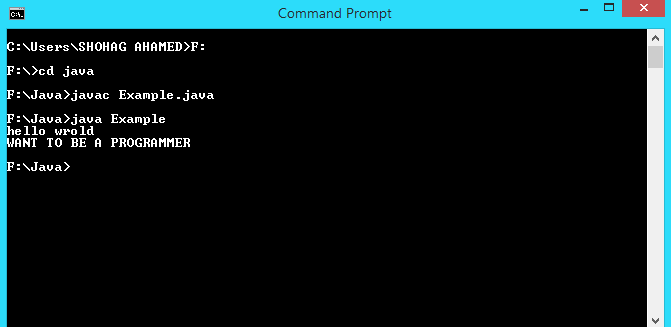 Command Prompt
C:\Users\SHOHAG AHAMED>F:
F:\>cd java
F:\Java>javac Example.java
F:\Java>java Example
hello wrold
WANT TO BE A PROGRAMMER
F:\Java>